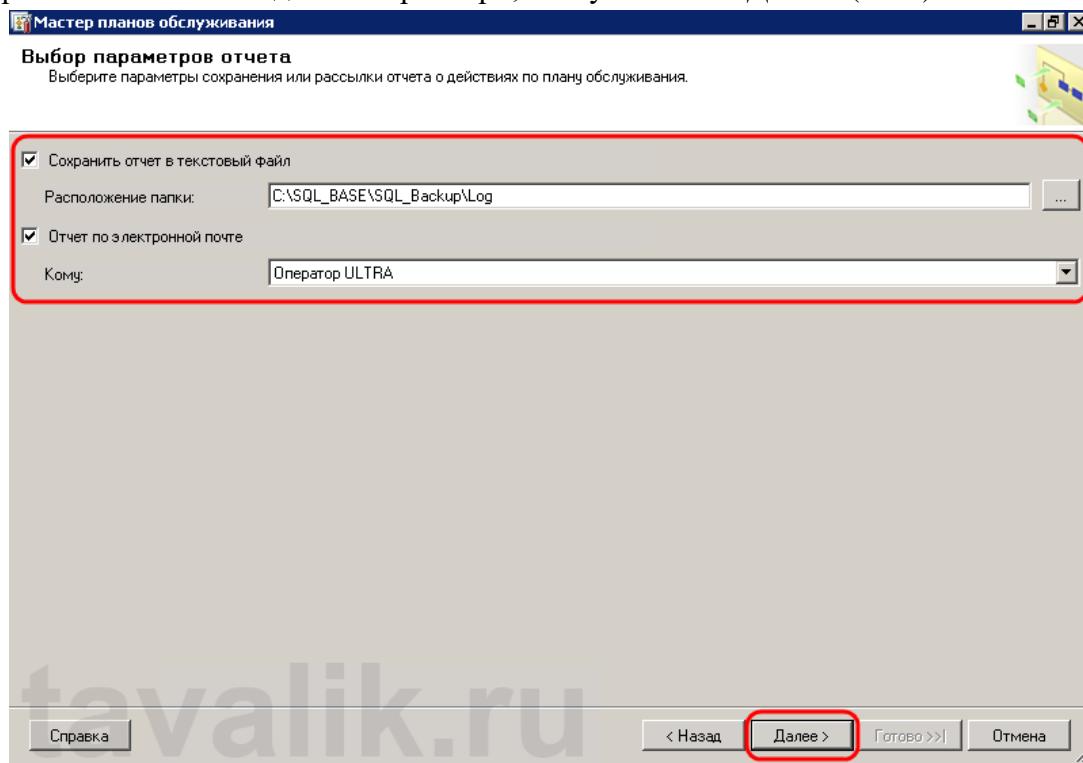 Мастер планов обслуживания
Выбор параметров отчета
Выберите параметры сохранения или рассылки отчета о действиях по плану обслуживания.
Сохранить отчет в текстовый файл
Расположение папки: C:\SQL_BASE\SQL_Backup\Log ...
Отчет по электронной почте
Кому: Оператор ULTRA
tavalik.ru
Справка < Назад Далее > Готово >>| Отмена